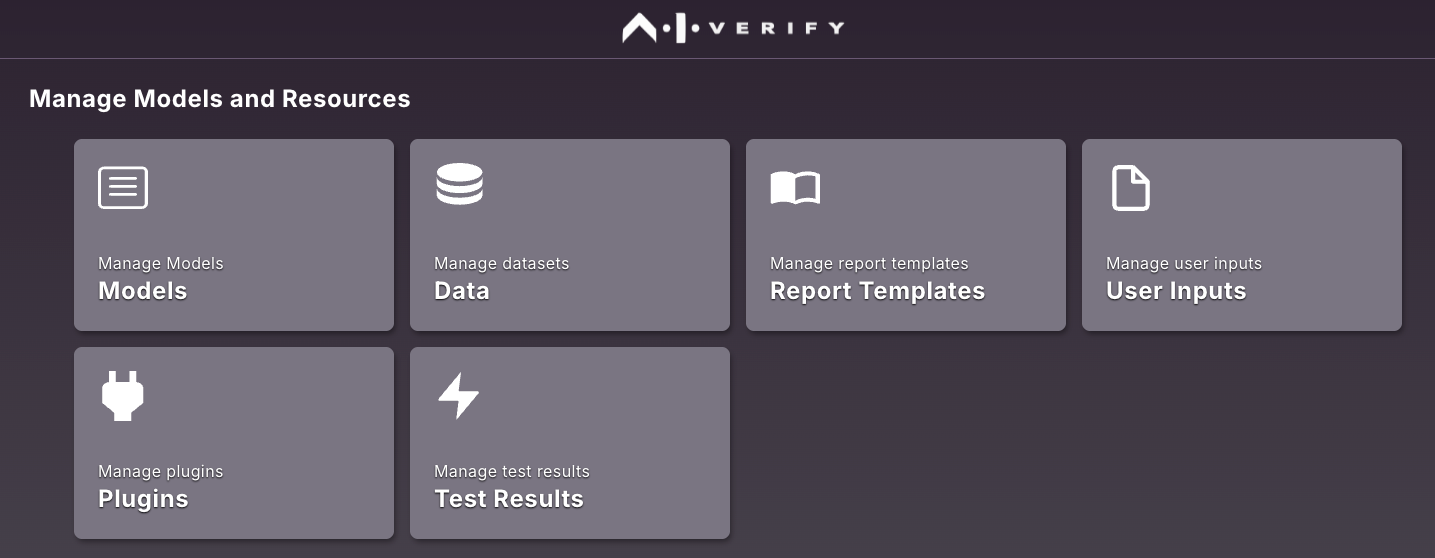 AI VERIFY
Manage Models and Resources
Manage Models
Models
Manage datasets
Data
Manage report templates
Report Templates
Manage user inputs
User Inputs
Manage plugins
Plugins
Manage test results
Test Results